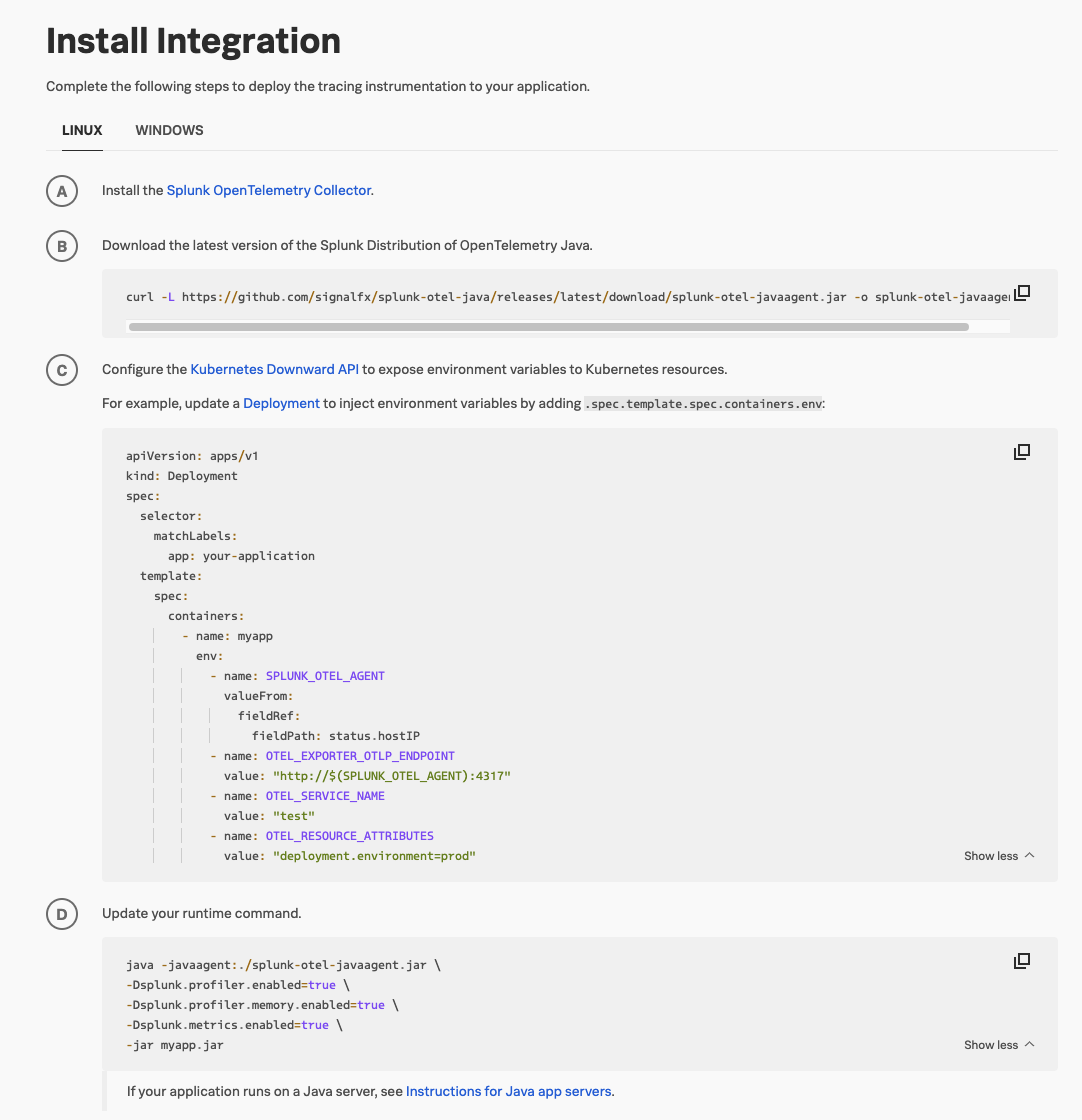 Install Integration
Complete the following steps to deploy the tracing instrumentation to your application.
LINUX WINDOWS
A Install the Splunk OpenTelemetry Collector.
B Download the latest version of the Splunk Distribution of OpenTelemetry Java.
curl -L https://github.com/signalfx/splunk-otel-java/releases/latest/download/splunk-otel-javaagent.jar -o splunk-otel-javaage
C Configure the Kubernetes Downward API to expose environment variables to Kubernetes resources.
For example, update a Deployment to inject environment variables by adding .spec.template.spec.containers.env:
apiVersion: apps/v1
kind: Deployment
spec:
  selector:
    matchLabels:
      app: your-application
  template:
    spec:
      containers:
        - name: myapp
          env:
            - name: SPLUNK_OTEL_AGENT
              valueFrom:
                fieldRef:
                  fieldPath: status.hostIP
            - name: OTEL_EXPORTER_OTLP_ENDPOINT
              value: "http://$(SPLUNK_OTEL_AGENT):4317"
            - name: OTEL_SERVICE_NAME
              value: "test"
            - name: OTEL_RESOURCE_ATTRIBUTES
              value: "deployment.environment=prod"
Show less
D Update your runtime command.
java -javaagent:./splunk-otel-javaagent.jar \
-Dsplunk.profiler.enabled=true \
-Dsplunk.profiler.memory.enabled=true \
-Dsplunk.metrics.enabled=true \
-jar myapp.jar
Show less
If your application runs on a Java server, see Instructions for Java app servers.